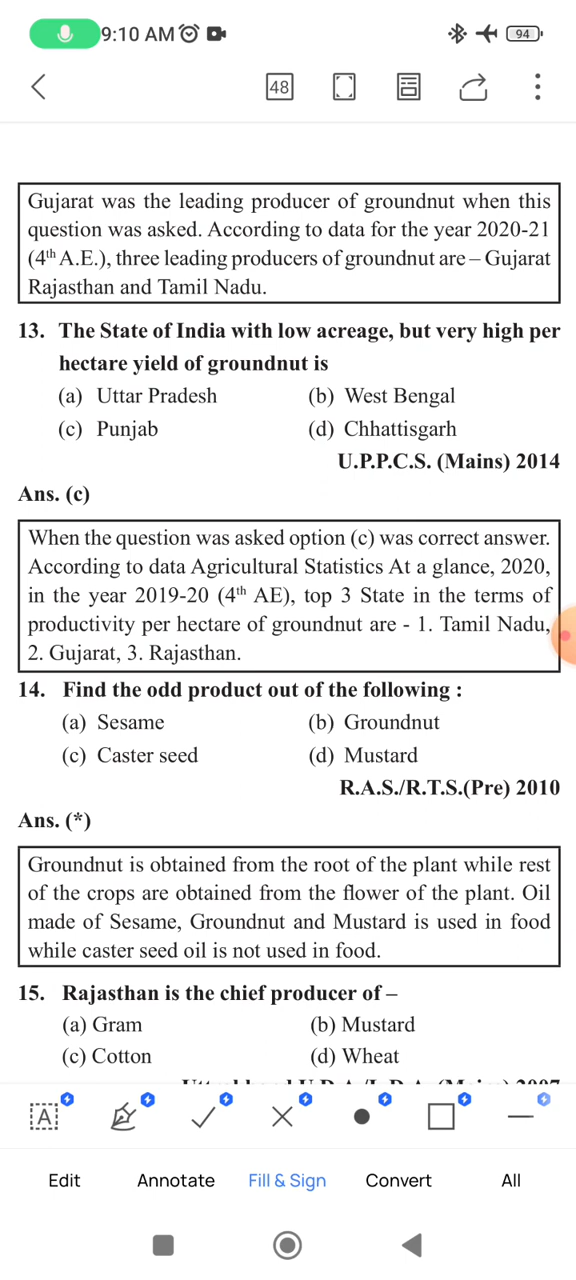 9:10 AM
94
48
Gujarat was the leading producer of groundnut when this
question was asked. According to data for the year 2020-21
(4th A.E.), three leading producers of groundnut are – Gujarat
Rajasthan and Tamil Nadu.
13. The State of India with low acreage, but very high per
hectare yield of groundnut is
(a) Uttar Pradesh (b) West Bengal
(c) Punjab (d) Chhattisgarh
U.P.P.C.S. (Mains) 2014
Ans. (c)
When the question was asked option (c) was correct answer.
According to data Agricultural Statistics At a glance, 2020,
in the year 2019-20 (4th AE), top 3 State in the terms of
productivity per hectare of groundnut are - 1. Tamil Nadu,
2. Gujarat, 3. Rajasthan.
14. Find the odd product out of the following :
(a) Sesame (b) Groundnut
(c) Caster seed (d) Mustard
R.A.S./R.T.S.(Pre) 2010
Ans. (*)
Groundnut is obtained from the root of the plant while rest
of the crops are obtained from the flower of the plant. Oil
made of Sesame, Groundnut and Mustard is used in food
while caster seed oil is not used in food.
15. Rajasthan is the chief producer of –
(a) Gram (b) Mustard
(c) Cotton (d) Wheat
A
Edit Annotate Fill & Sign Convert All